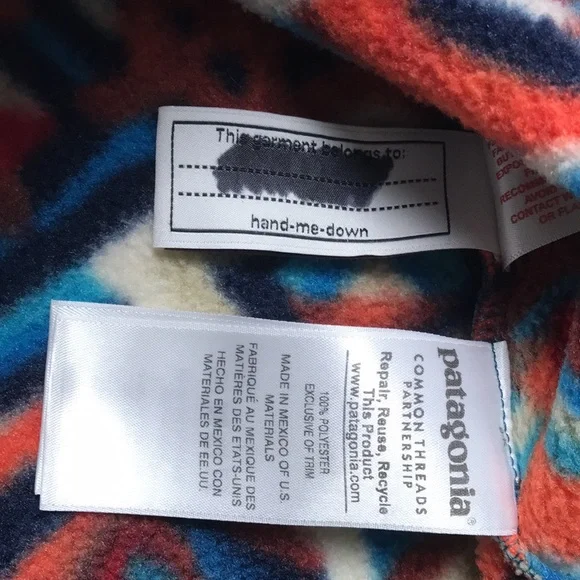 This garment belongs to:
hand-me-down
patagonia®
COMMON THREADS
PARTNERSHIP
Repair, Reuse, Recycle
This Product
www.patagonia.com
100% POLYESTER
EXCLUSIVE OF TRIM
MADE IN MEXICO OF U.S.
MATERIALS
FABRIQUÉ AU MEXIQUE DES
MATIÈRES DES ETATS-UNIS
HECHO EN MEXICO CON
MATERIALES DE EE.UU.
CONTACT